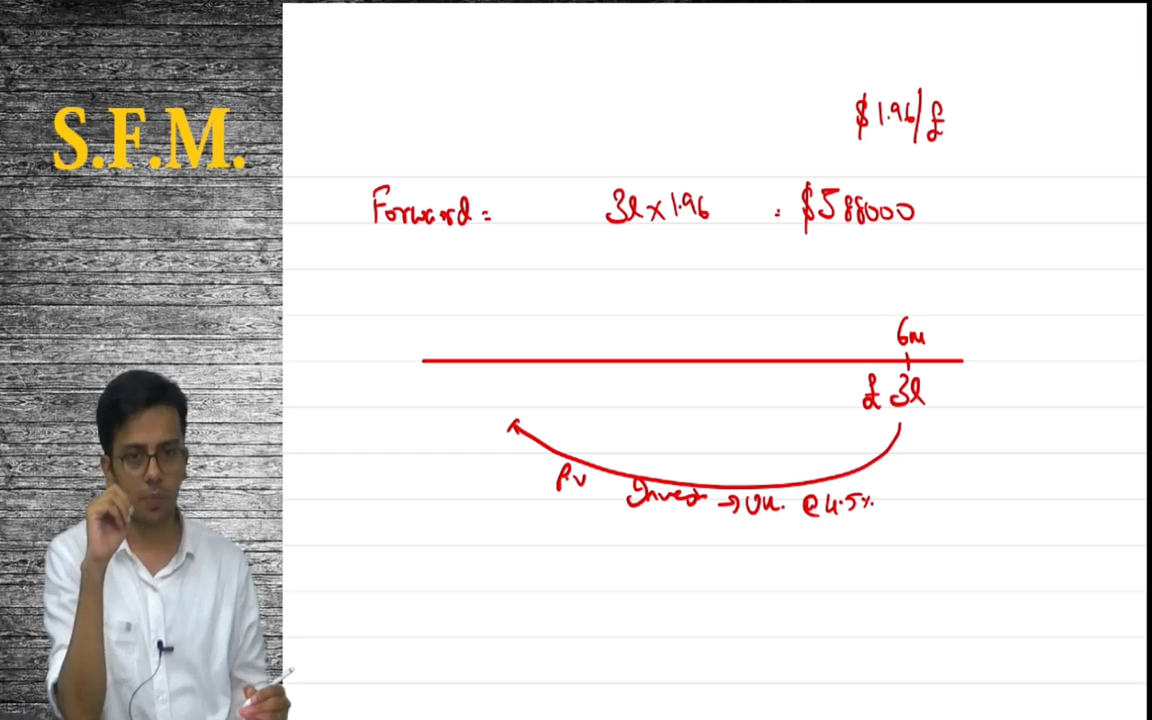 S.F.M.
$1.96/£
Forward = 3l x 1.96 = $588000
6m
£ 3l
PV Invest → UK. @ 4.5%